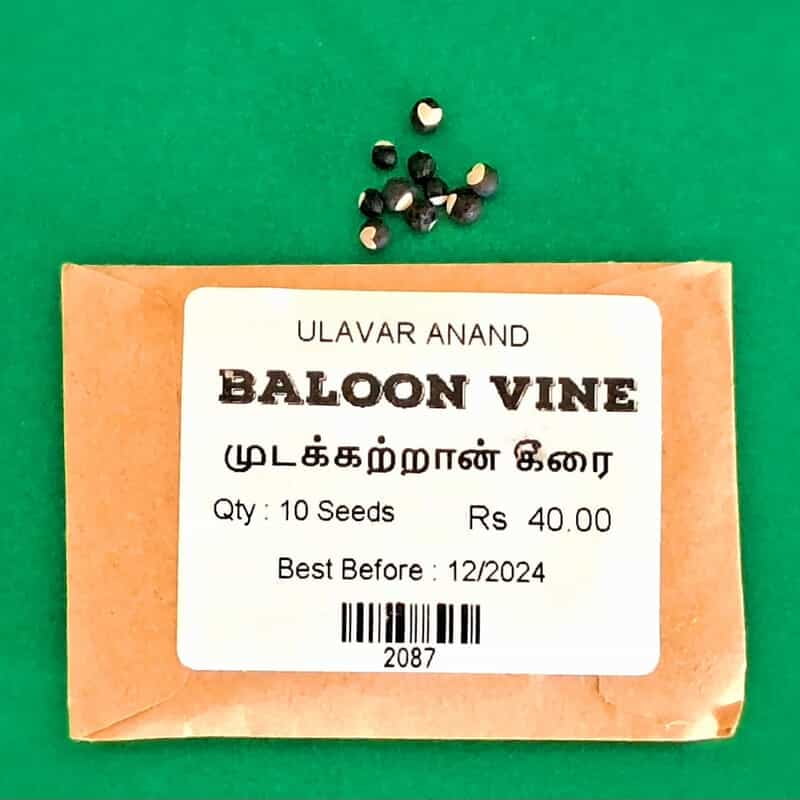 ULAVAR ANAND
BALOON VINE
முடக்கற்றான் கீரை
Qty : 10 Seeds Rs 40.00
Best Before : 12/2024
2087